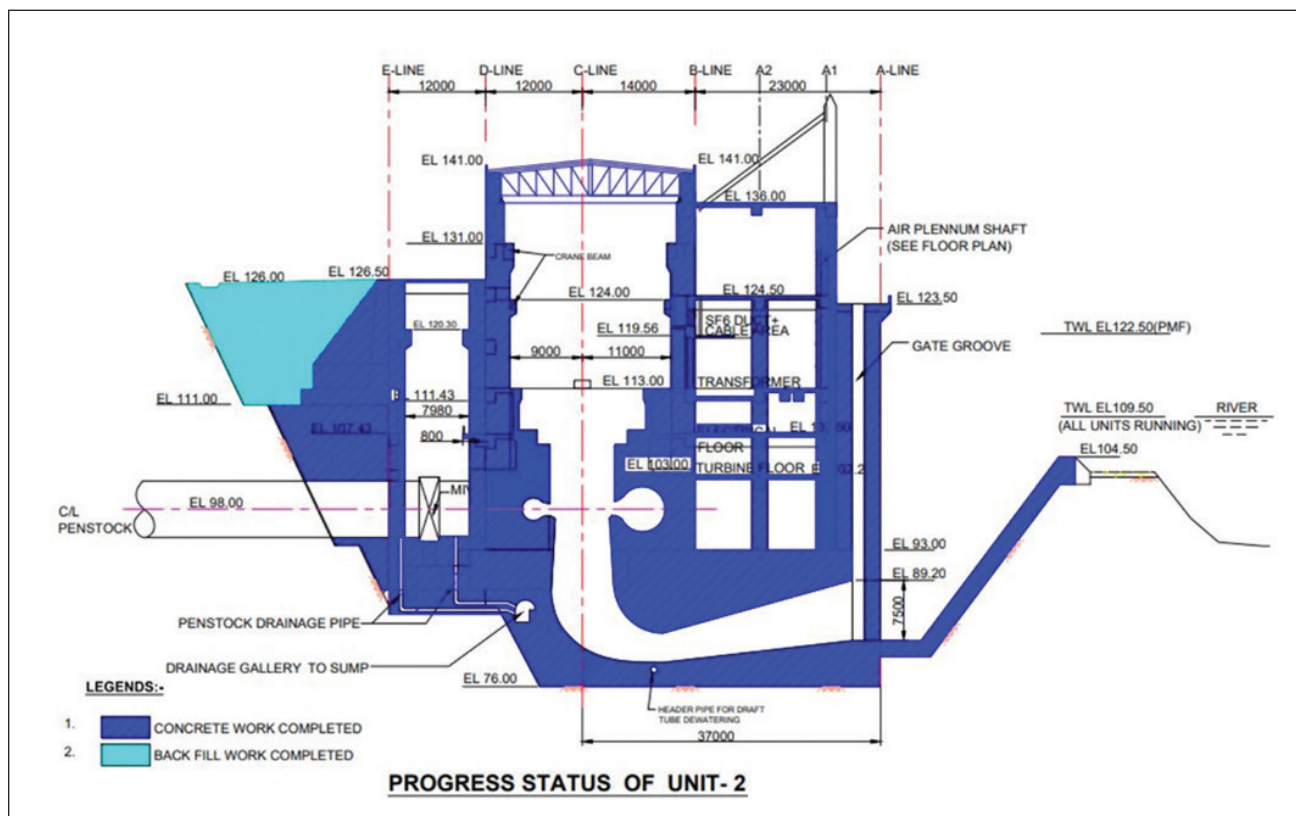 E-LINE D-LINE C-LINE B-LINE A2 A1 A-LINE
12000 12000 14000 23000
EL 141.00 EL 141.00
EL 136.00
AIR PLENNUM SHAFT
(SEE FLOOR PLAN)
EL 131.00
CRANE BEAM
EL 126.00 EL 126.50
EL 124.00 EL 124.50
EL 123.50
SF6 DUCT+
CABLE AREA
EL 120.30
EL 119.56
TWL EL122.50(PMF)
GATE GROOVE
9000 11000
EL 113.00
TRANSFORMER
EL 111.00
111.43
7980
TWL EL109.50 RIVER
(ALL UNITS RUNNING)
EL 107.43
800
FLOOR
EL104.50
EL 103.00
TURBINE FLOOR
EL 98.00
C/L
PENSTOCK
EL 93.00
EL 89.20
7500
PENSTOCK DRAINAGE PIPE
DRAINAGE GALLERY TO SUMP
EL 76.00
HEADER PIPE FOR DRAFT
TUBE DEWATERING
37000
LEGENDS:-
1. CONCRETE WORK COMPLETED
2. BACK FILL WORK COMPLETED
PROGRESS STATUS OF UNIT- 2